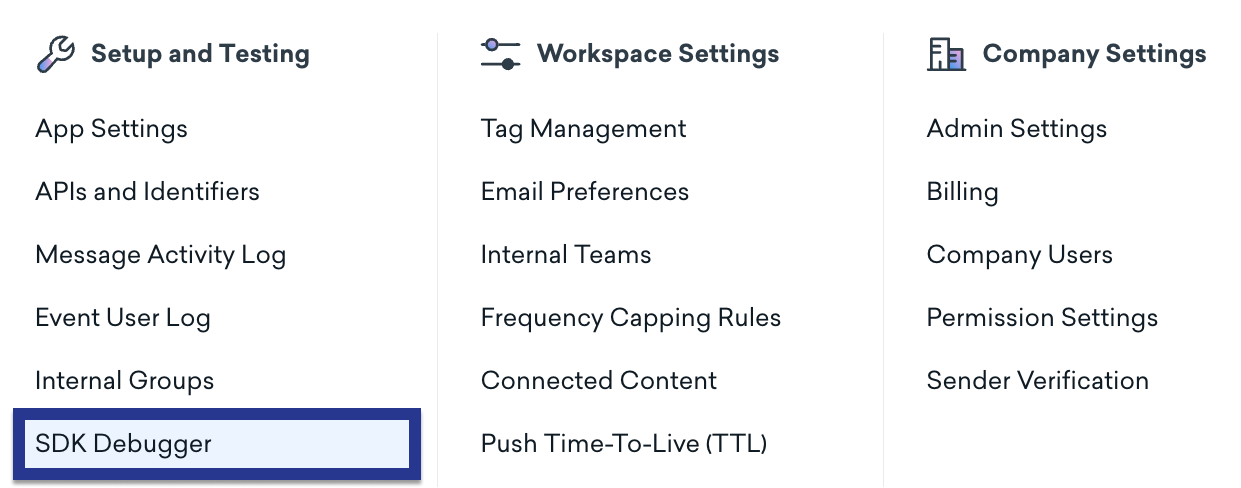 Setup and Testing
App Settings
APIs and Identifiers
Message Activity Log
Event User Log
Internal Groups
SDK Debugger
Workspace Settings
Tag Management
Email Preferences
Internal Teams
Frequency Capping Rules
Connected Content
Push Time-To-Live (TTL)
Company Settings
Admin Settings
Billing
Company Users
Permission Settings
Sender Verification